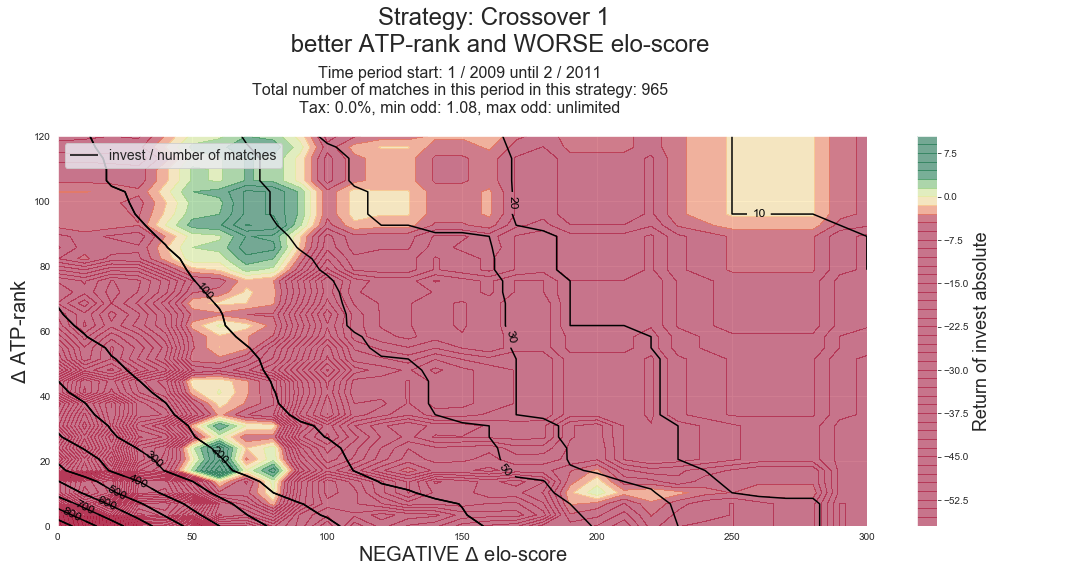 Strategy: Crossover 1
better ATP-rank and WORSE elo-score
Time period start: 1 / 2009 until 2 / 2011
Total number of matches in this period in this strategy: 965
Tax: 0.0%, min odd: 1.08, max odd: unlimited
invest / number of matches
120
100
80
60
40
20
0
Δ ATP-rank
0 50 100 150 200 250 300
NEGATIVE Δ elo-score
10
20
30
50
100
200
300
400
500
600
700
800
7.5
0.0
-7.5
-15.0
-22.5
-30.0
-37.5
-45.0
-52.5
Return of invest absolute